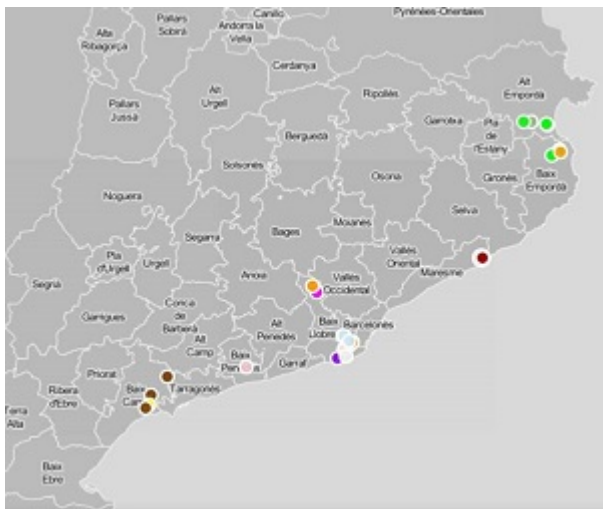 Pyrénées-Orientales
Canillo
Pallars
Sobirà
Andorra la
Vella
Alta
Ribagorça
Cerdanya
Alt
Empordà
Alt
Urgell
Ripollès
Pallars
Jussà
Garrotxa
Pla
de
l'Estany
Berguedà
Solsonès
Osona
Gironès
Baix
Empordà
Noguera
Selva
Moianès
Bages
Segarra
Vallès
Oriental
Pla
d'Urgell
Urgell
Maresme
Anoia
Vallès
Occidental
Segrià
Garrigues
Conca
de
Barberà
Alt
Penedès
Baix
Barcelonès
Alt
Camp
Baix
Garraf
Priorat
Tarragonès
Ribera
d'Ebre
Baix
Terra
Alta
Baix
Ebre